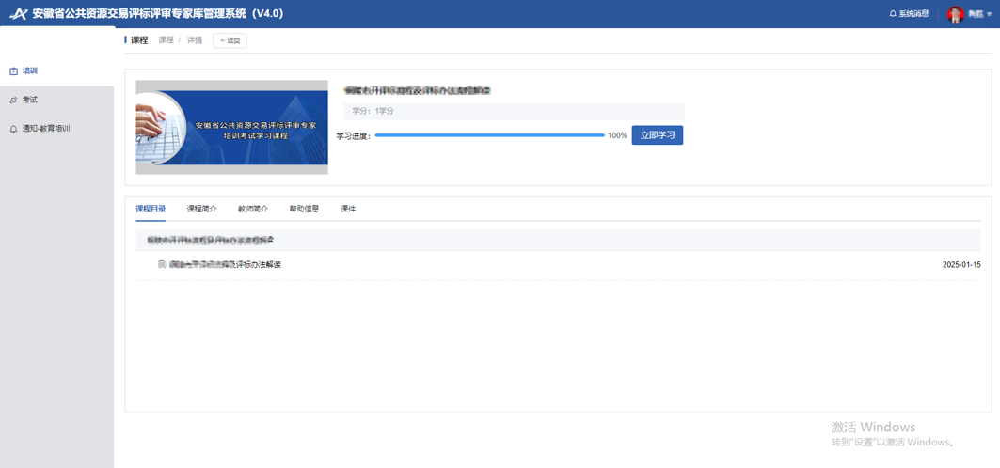 安徽省公共资源交易评标评审专家库管理系统（V4.0）
系统消息
课程 课程 / 详情 ←返回
培训
考试
通知-教育培训
安徽省公共资源交易评标评审专家
培训考试学习课程
学分：1学分
学习进度： 100% 立即学习
课程目录 课程简介 教师简介 帮助信息 课件
及评标办法解读 2025-01-15
激活 Windows
转到"设置"以激活 Windows。